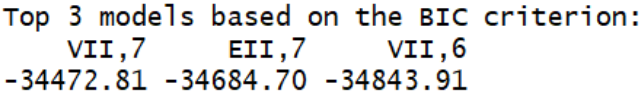 Top 3 models based on the BIC criterion:
VII,7 EII,7 VII,6
-34472.81 -34684.70 -34843.91